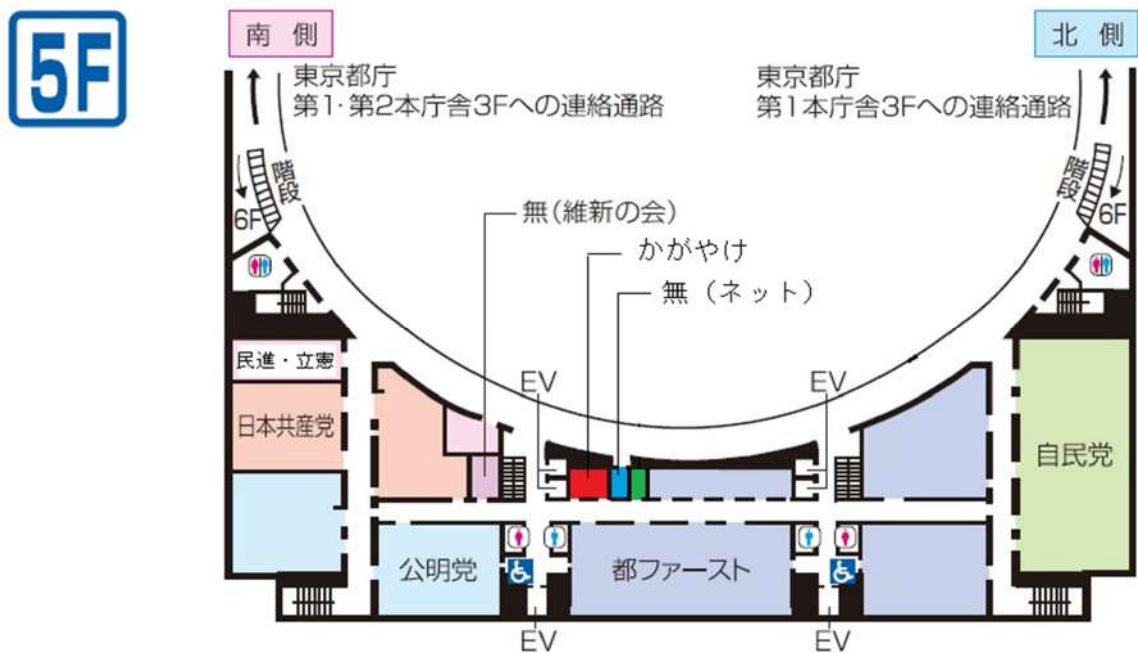 5F
南側
北側
東京都庁
第1・第2本庁舎3Fへの連絡通路
東京都庁
第1本庁舎3Fへの連絡通路
階段
6F
階段
6F
無(維新の会)
かがやけ
無（ネット）
民進・立憲
日本共産党
EV
EV
自民党
公明党
都ファースト
EV
EV